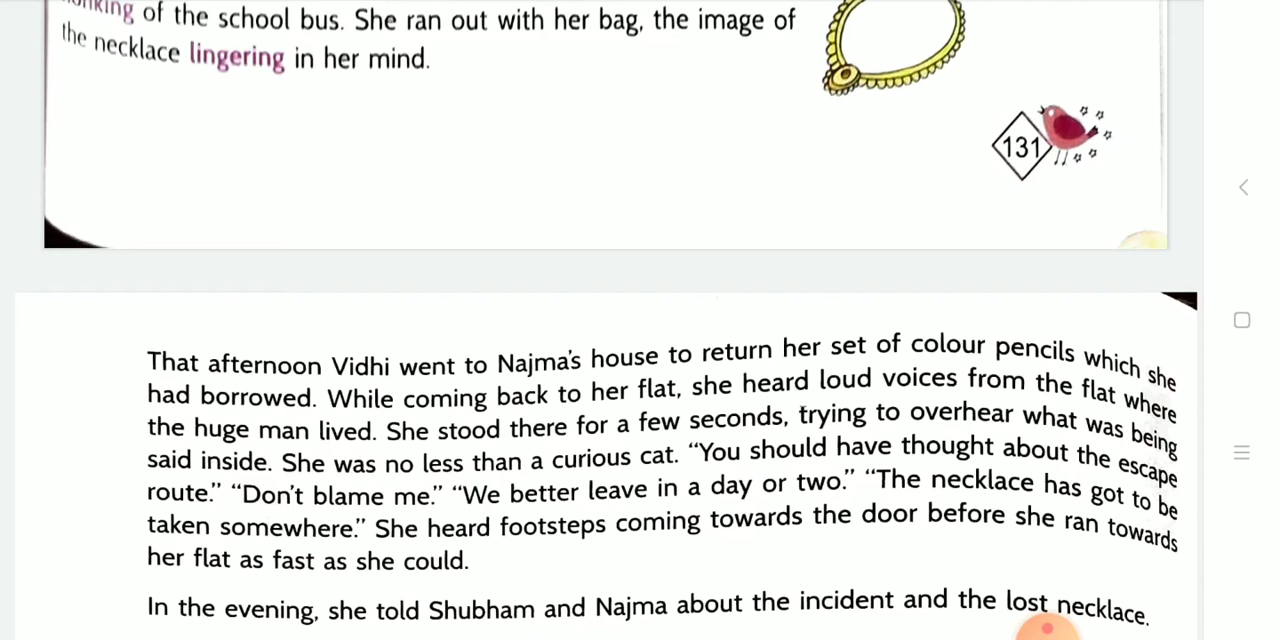 of the school bus. She ran out with her bag, the image of
the necklace lingering in her mind.
131
That afternoon Vidhi went to Najma's house to return her set of colour pencils which she
had borrowed. While coming back to her flat, she heard loud voices from the flat where
the huge man lived. She stood there for a few seconds, trying to overhear what was being
said inside. She was no less than a curious cat. “You should have thought about the escape
route.” “Don't blame me.” “We better leave in a day or two.” “The necklace has got to be
taken somewhere.” She heard footsteps coming towards the door before she ran towards
her flat as fast as she could.
In the evening, she told Shubham and Najma about the incident and the lost necklace.